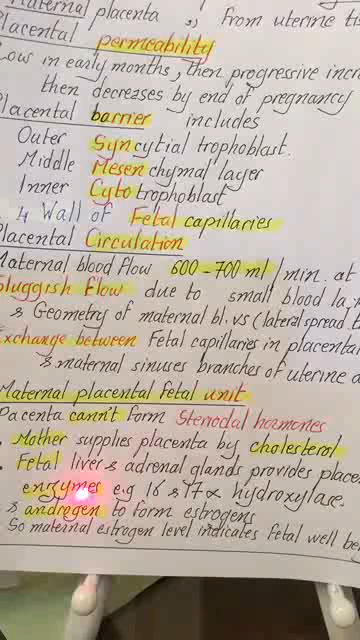 Maternal placenta ,, from uterine tis
Placental permeability
Low in early months, then progressive incr
then decreases by end of pregnancy
Placental barrier includes
Outer Syncytial trophoblast.
Middle Mesenchymal layer
Inner Cytotrophoblast
4 Wall of Fetal capillaries
Placental Circulation
Maternal blood flow 600-700 ml/min. at
Sluggish Flow due to small blood la
& Geometry of maternal bl. vs (lateral spread t
Exchange between Fetal capillaries in placenta
& maternal sinuses branches of uterine a
Maternal placental fetal unit
Pacenta cann't form Steriodal hormones
. Mother supplies placenta by cholesterol
. Fetal liver & adrenal glands provides place
enzymes e.g 16 & 17α hydroxylase.
& androgen to form estrogens
So maternal estrogen level indicates fetal well be